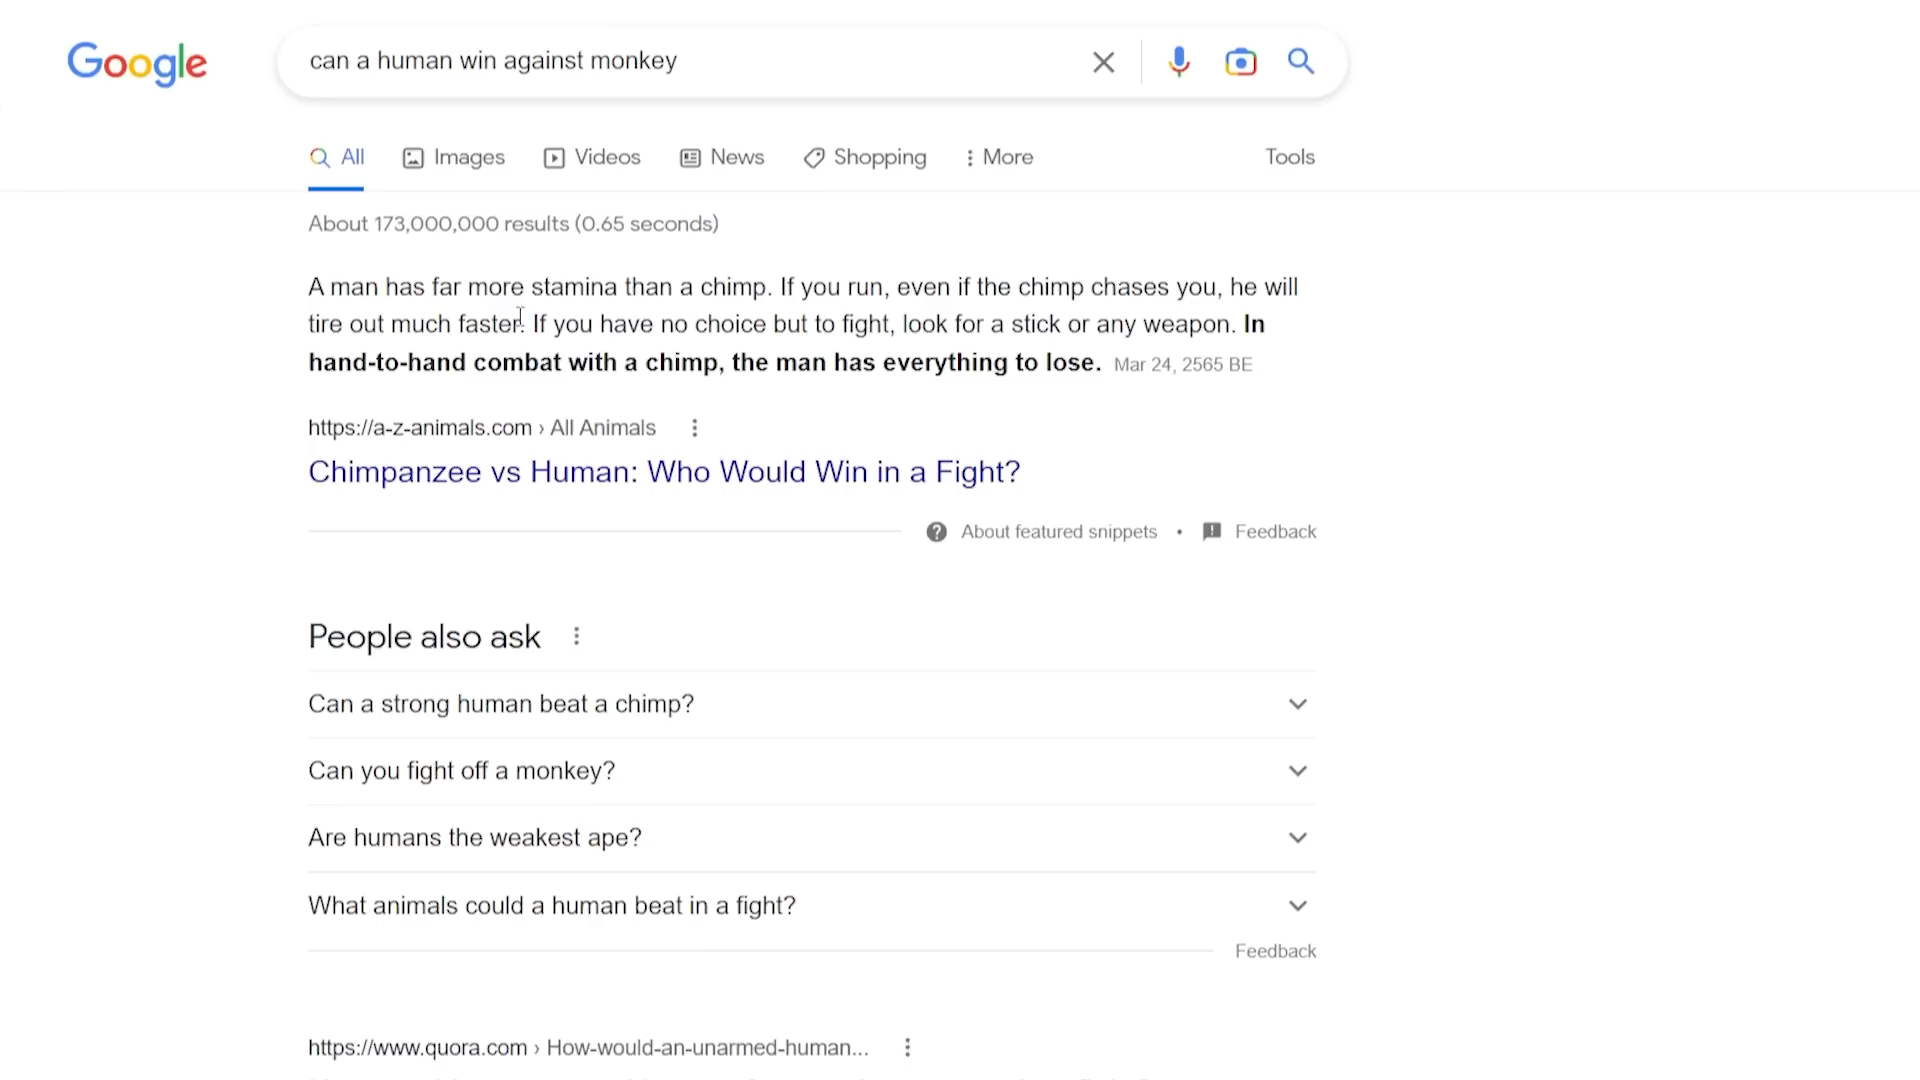 Google
can a human win against monkey
All Images Videos News Shopping More Tools
About 173,000,000 results (0.65 seconds)
A man has far more stamina than a chimp. If you run, even if the chimp chases you, he will
tire out much faster. If you have no choice but to fight, look for a stick or any weapon. In
hand-to-hand combat with a chimp, the man has everything to lose. Mar 24, 2565 BE
https://a-z-animals.com › All Animals
Chimpanzee vs Human: Who Would Win in a Fight?
About featured snippets • Feedback
People also ask
Can a strong human beat a chimp?
Can you fight off a monkey?
Are humans the weakest ape?
What animals could a human beat in a fight?
Feedback
https://www.quora.com › How-would-an-unarmed-human...